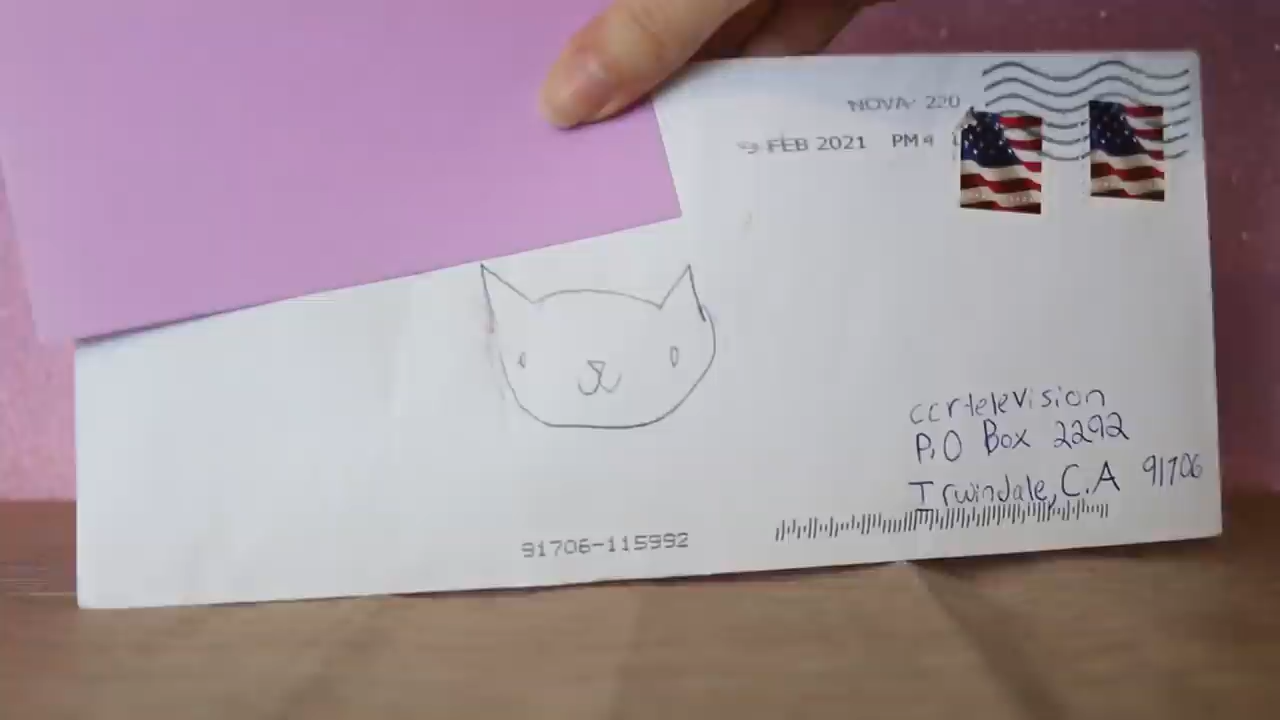 NOVA 220
FEB 2021 PM 4
ccrtelevision
P.O Box 2292
Irwindale, C.A 91706
91706-115992